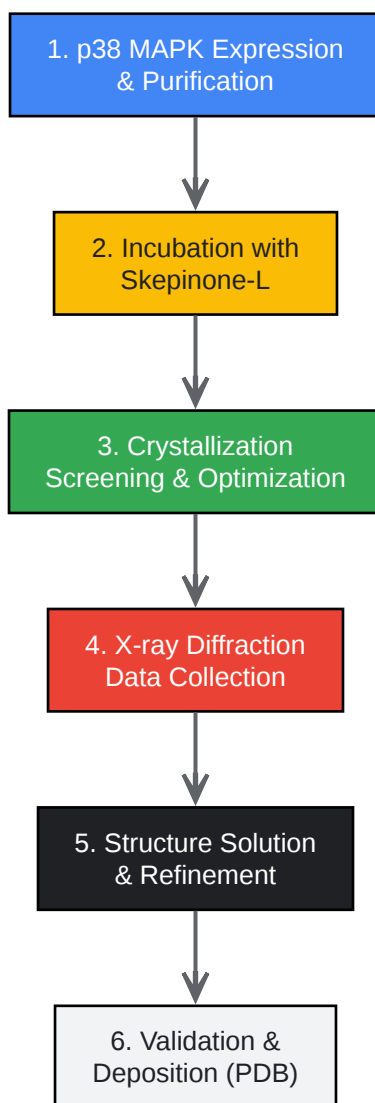 1. p38 MAPK Expression
& Purification
2. Incubation with
Skepinone-L
3. Crystallization
Screening & Optimization
4. X-ray Diffraction
Data Collection
5. Structure Solution
& Refinement
6. Validation &
Deposition (PDB)